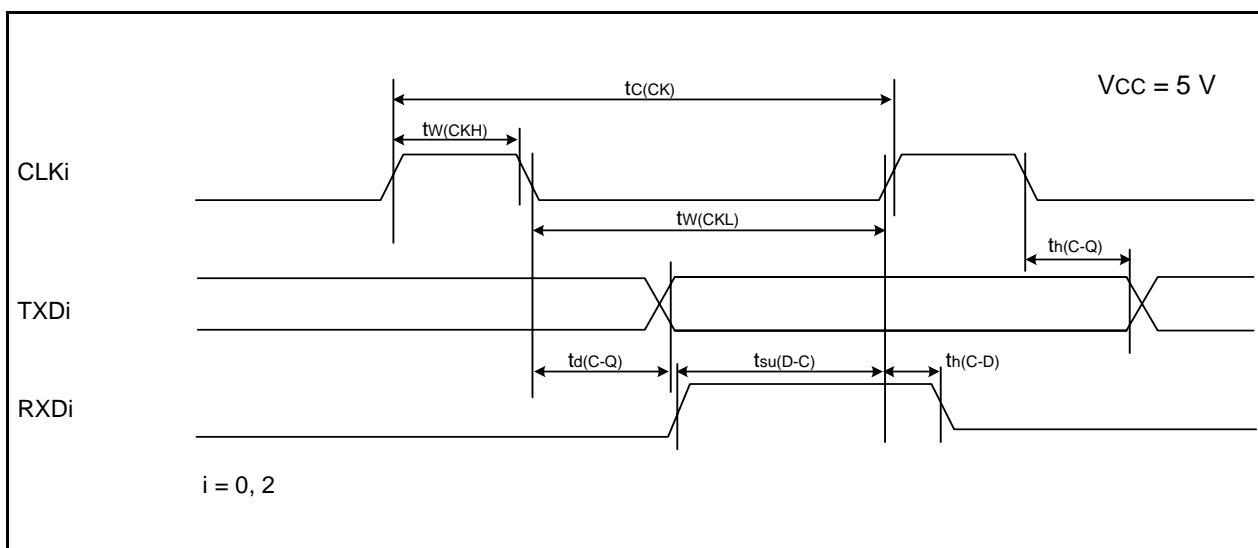 VCC = 5 V
tC(CK)
tW(CKH)
CLKi
tW(CKL)
th(C-Q)
TXDi
td(C-Q)
tsu(D-C)
th(C-D)
RXDi
i = 0, 2